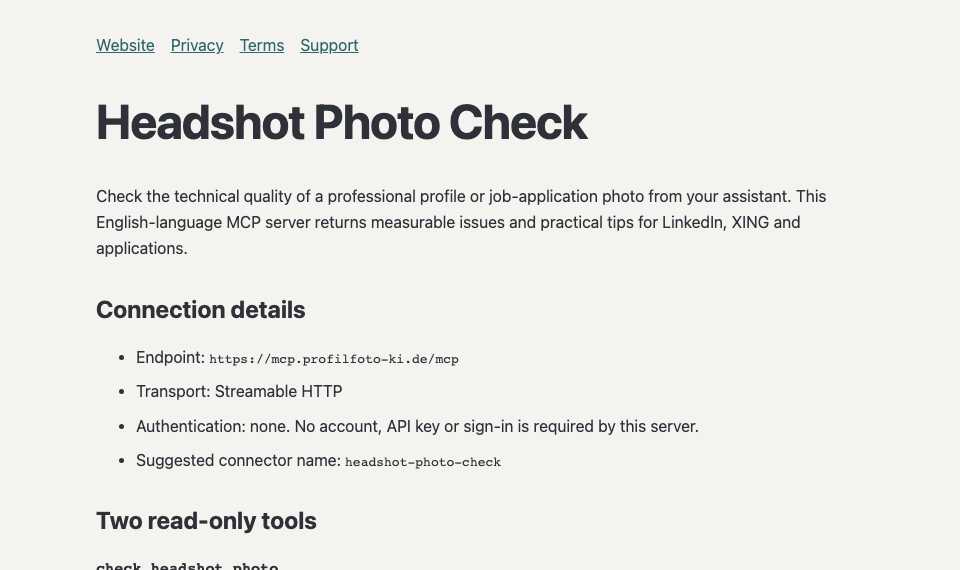 Website Privacy Terms Support
Headshot Photo Check
Check the technical quality of a professional profile or job-application photo from your assistant. This
English-language MCP server returns measurable issues and practical tips for LinkedIn, XING and
applications.
Connection details
• Endpoint: https://mcp.profilfoto-ki.de/mcp
• Transport: Streamable HTTP
• Authentication: none. No account, API key or sign-in is required by this server.
• Suggested connector name: headshot-photo-check
Two read-only tools
check_headshot_photo